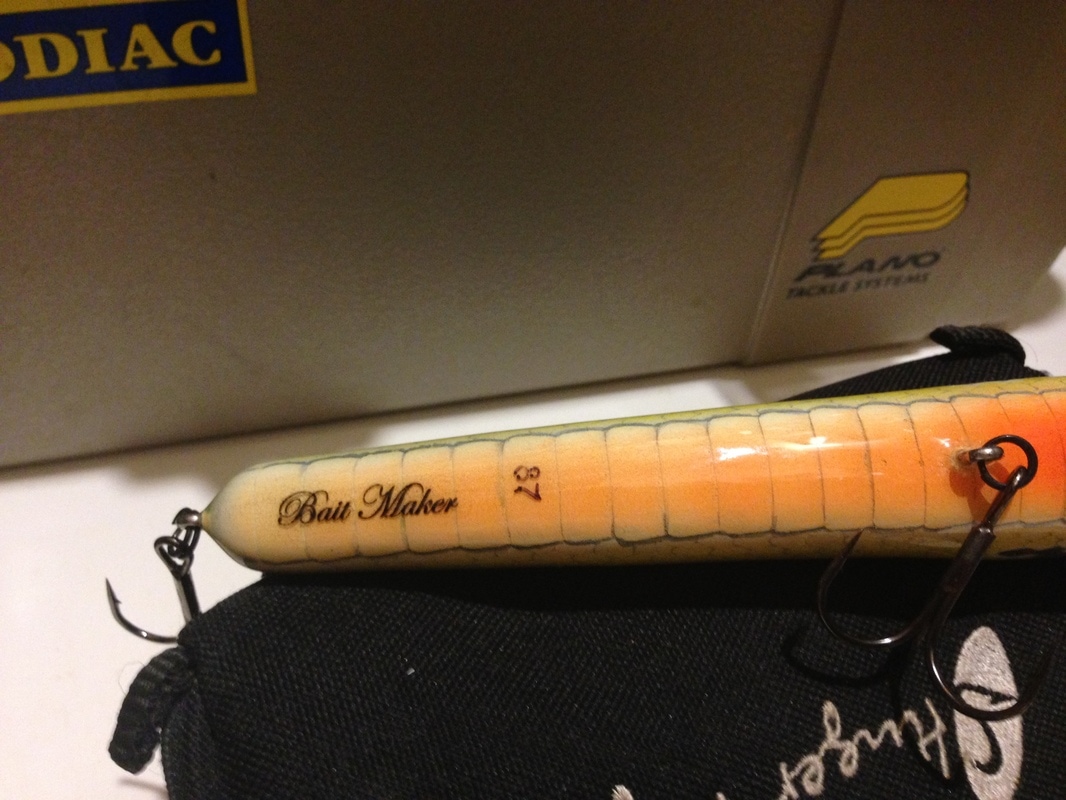 ODIAC
PLANO
TACKLE SYSTEMS
Bait Maker
87